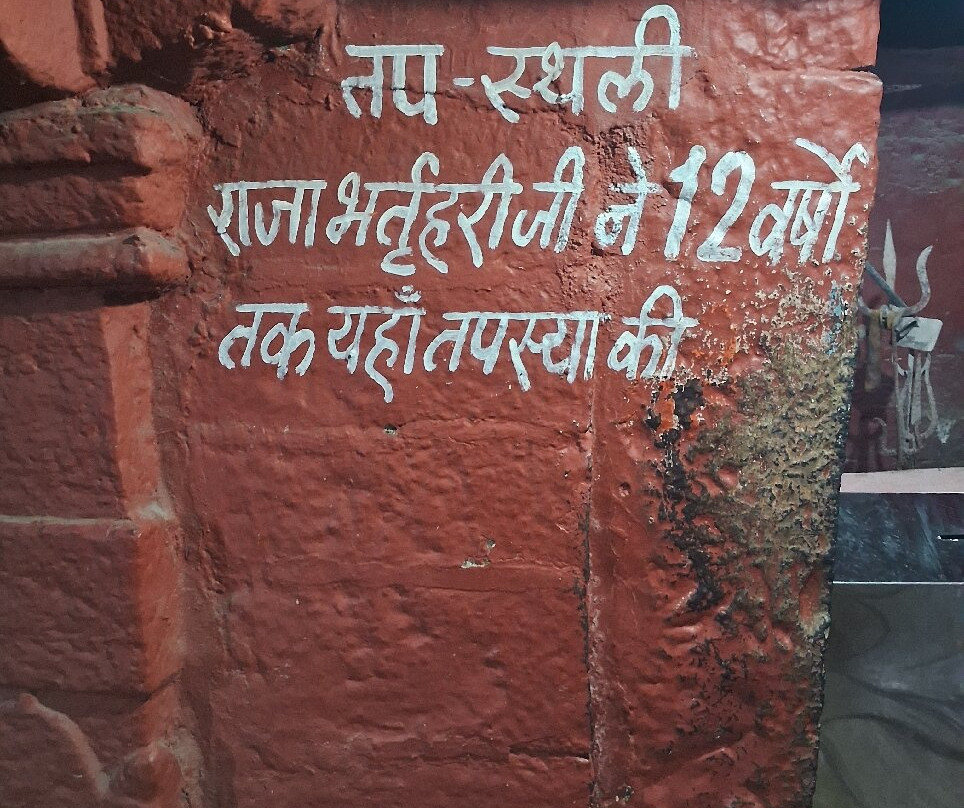 तप-स्थली
राजा भर्तृहरीजी ने 12 वर्षो
तक यहाँ तपस्या की